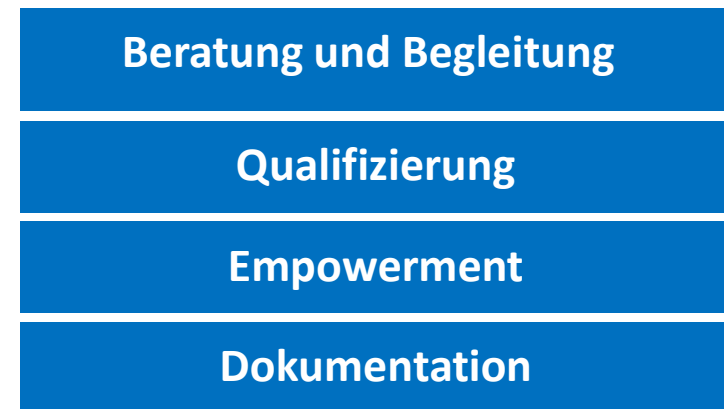 Beratung und Begleitung
Qualifizierung
Empowerment
Dokumentation